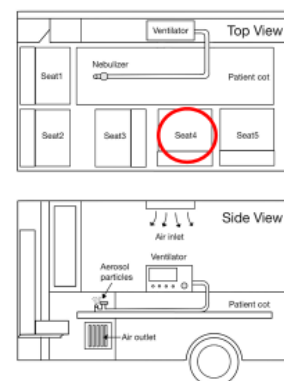 Ventilator
Top View
Nebulizer
Seat1
Patient cot
Seat2
Seat3
Seat4
Seat5
Side View
Air inlet
Ventilator
Aerosol
particles
Patient cot
Air outlet